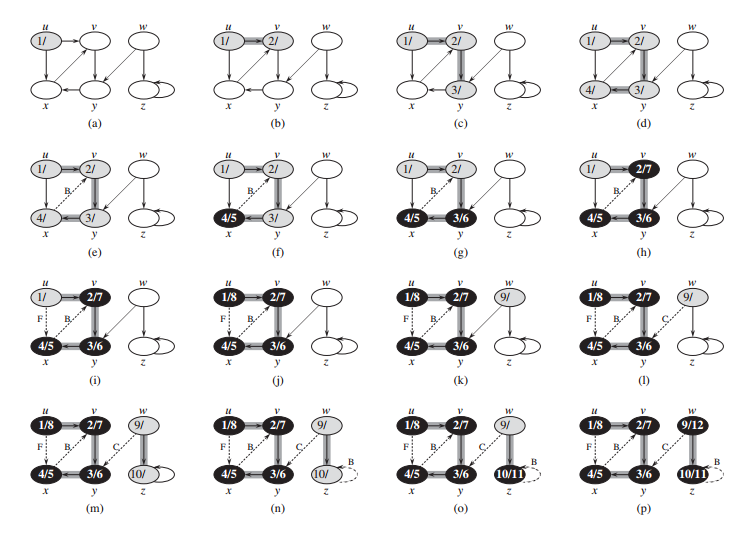 u v w u v w u v w u v w
1/ 1/ 2/ 1/ 2/ 1/ 2/
3/ 4/ 3/
x y z x y z x y z x y z
(a) (b) (c) (d)
u v w u v w u v w u v w
1/ 2/ 1/ 2/ 1/ 2/ 1/ 2/7
B B B B
4/ 3/ 4/5 3/ 4/5 3/6 4/5 3/6
x y z x y z x y z x y z
(e) (f) (g) (h)
u v w u v w u v w u v w
1/ 2/7 1/8 2/7 1/8 2/7 9/ 1/8 2/7 9/
F B F B F B F B C
4/5 3/6 4/5 3/6 4/5 3/6 4/5 3/6
x y z x y z x y z x y z
(i) (j) (k) (l)
u v w u v w u v w u v w
1/8 2/7 9/ 1/8 2/7 9/ 1/8 2/7 9/ 1/8 2/7 9/12
F B C F B C F B C F B C
B B B
4/5 3/6 10/ 4/5 3/6 10/ 4/5 3/6 10/11 4/5 3/6 10/11
x y z x y z x y z x y z
(m) (n) (o) (p)